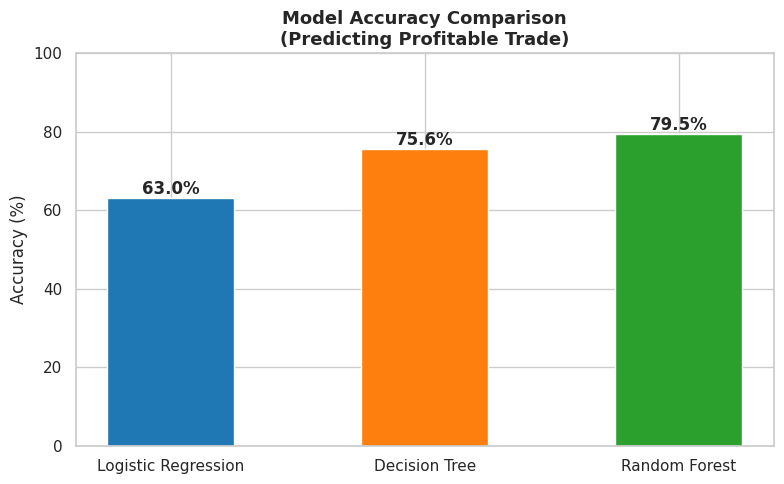 Model Accuracy Comparison
(Predicting Profitable Trade)
Accuracy (%)
100
80
60
40
20
0
63.0%
75.6%
79.5%
Logistic Regression
Decision Tree
Random Forest